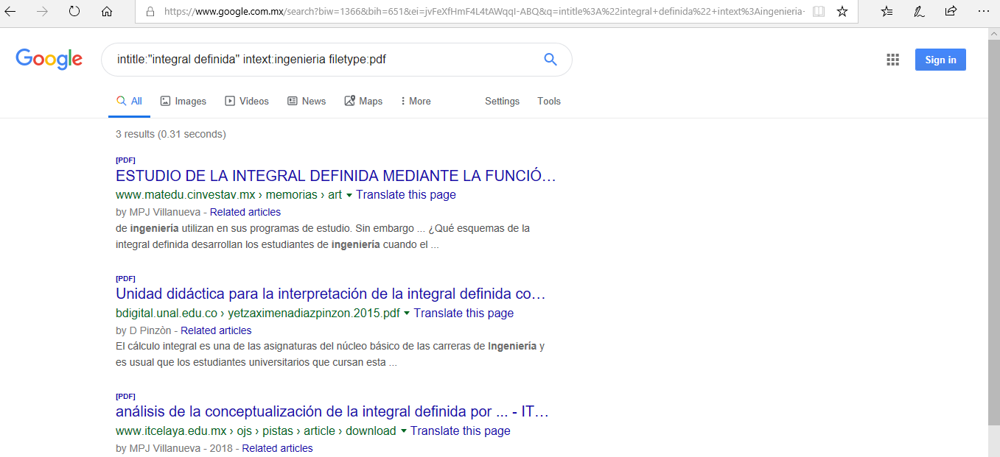 https://www.google.com.mx/search?biw=1366&bih=651&ei=jvFeXfHmF4L4tAWqqI-ABQ&q=intitle%3A%22integral+definida%22+intext%3Aingenieria-
Google
intitle:"integral definida" intext:ingenieria filetype:pdf
Sign in
All Images Videos News Maps More Settings Tools
3 results (0.31 seconds)
[PDF]
ESTUDIO DE LA INTEGRAL DEFINIDA MEDIANTE LA FUNCIÓ…
www.matedu.cinvestav.mx › memorias › art Translate this page
by MPJ Villanueva - Related articles
de ingeniería utilizan en sus programas de estudio. Sin embargo ... ¿Qué esquemas de la
integral definida desarrollan los estudiantes de ingeniería cuando el ...
[PDF]
Unidad didáctica para la interpretación de la integral definida co…
bdigital.unal.edu.co › yetzaximenadiazpinzon.2015.pdf Translate this page
by D Pinzòn - Related articles
El cálculo integral es una de las asignaturas del núcleo básico de las carreras de Ingeniería y
es usual que los estudiantes universitarios que cursan esta ...
[PDF]
análisis de la conceptualización de la integral definida por ... - IT…
www.itcelaya.edu.mx › ojs › pistas › article › download Translate this page
by MPJ Villanueva - 2018 - Related articles